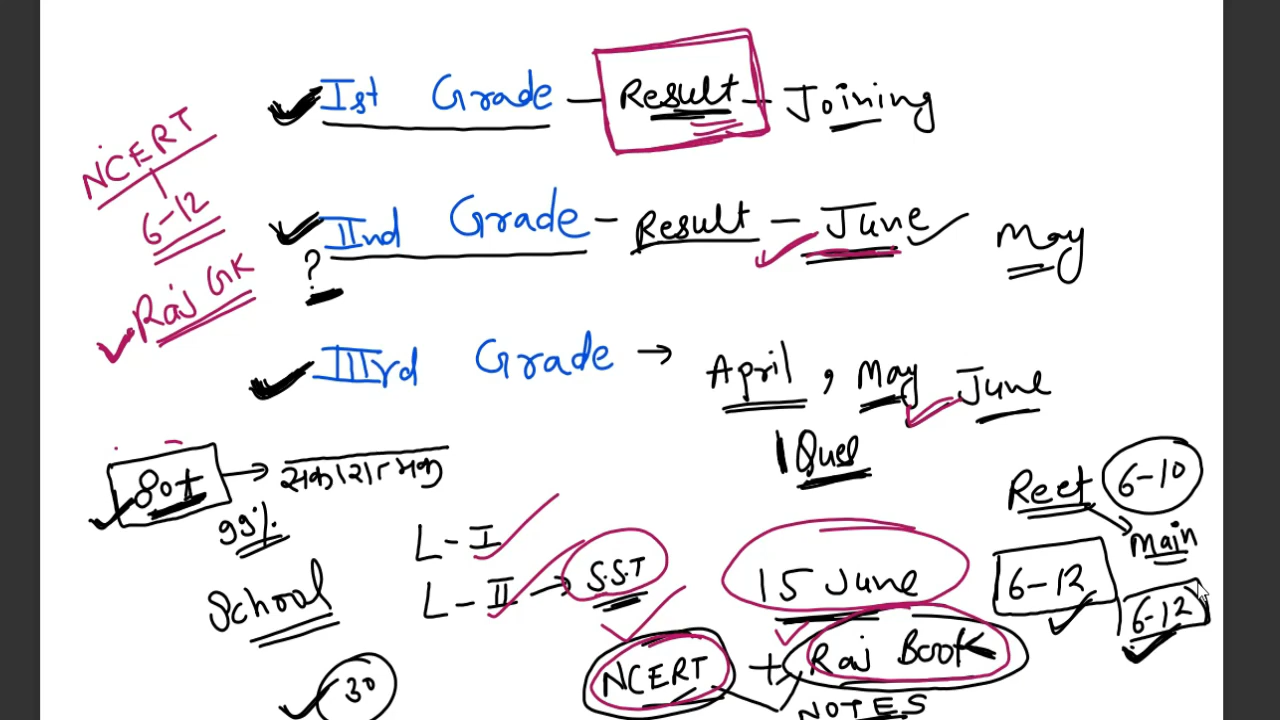 Ist Grade – Result – Joining
NCERT
6-12
Raj GK
IInd Grade – Result – June
May
?
IIIrd Grade → April, May June
1 Ques
80+ → सकारात्मक
99%
Reet 6-10
Main
L-I
L-II → S.S.T
15 June
6-12
6-12
School
NCERT + Raj Book
30
NOTES